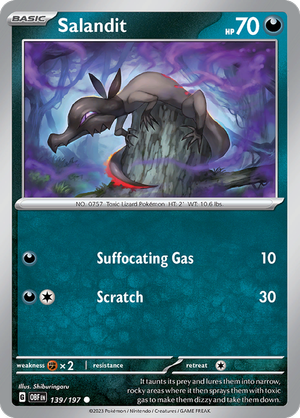 BASIC
Salandit
HP 70
NO. 0757 Toxic Lizard Pokémon HT: 2' WT: 10.6 lbs.
Suffocating Gas 10
Scratch 30
weakness ×2 resistance retreat
Illus. Shiburingaru
G OBF EN 139/197
It taunts its prey and lures them into narrow,
rocky areas where it then sprays them with toxic
gas to make them dizzy and take them down.
©2023 Pokémon / Nintendo / Creatures / GAME FREAK